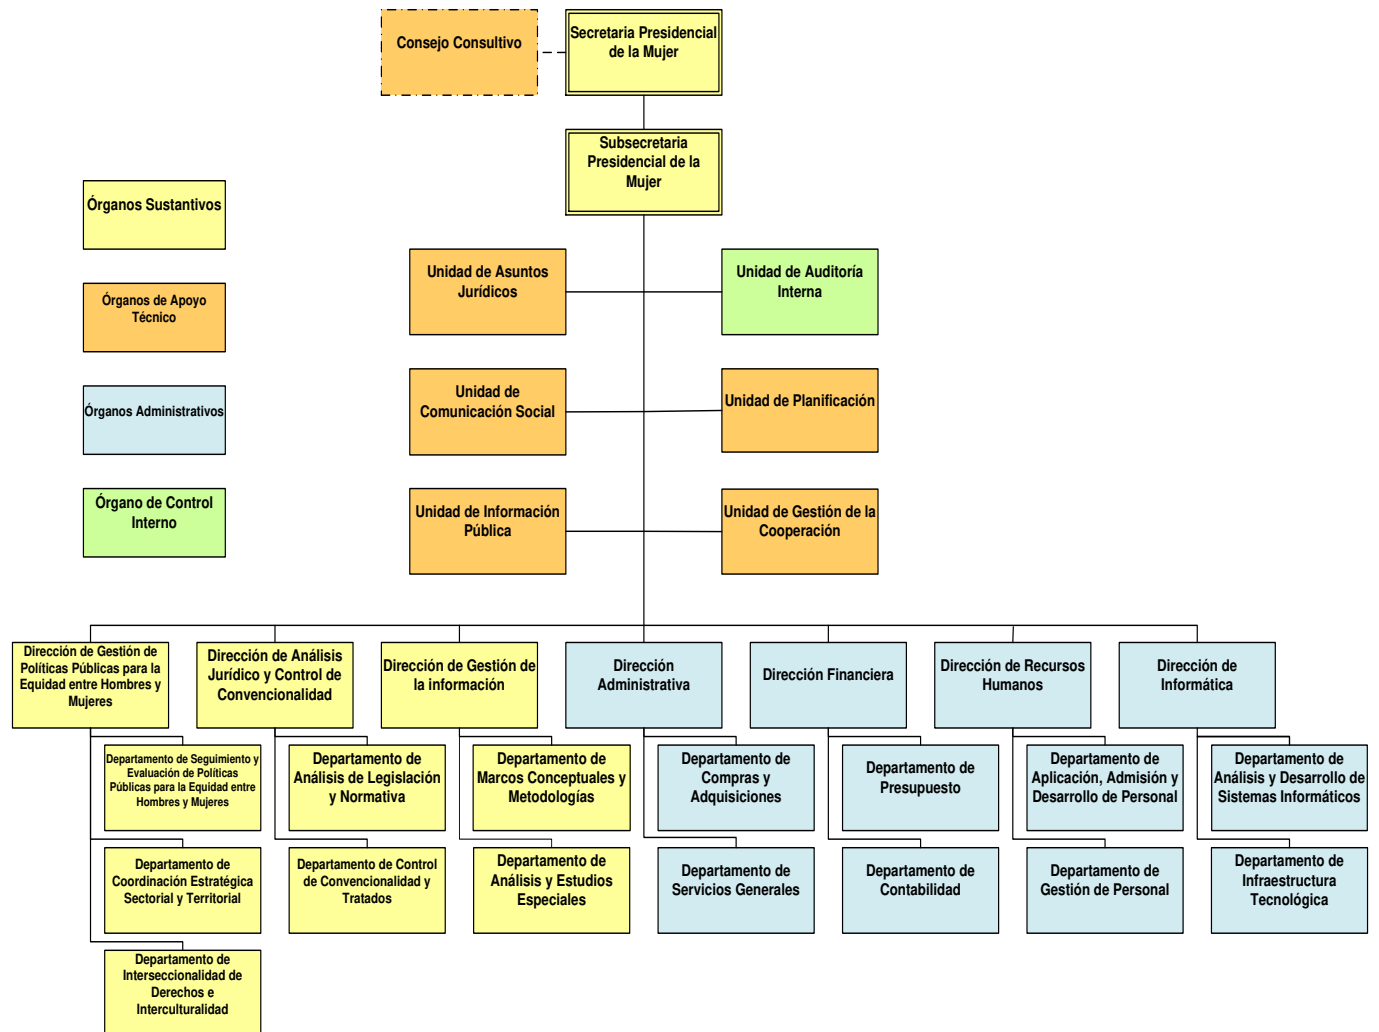 Consejo Consultivo
Secretaria Presidencial
de la Mujer
Subsecretaria
Presidencial de la
Mujer
Órganos Sustantivos
Órganos de Apoyo
Técnico
Órganos Administrativos
Órgano de Control
Interno
Unidad de Asuntos
Jurídicos
Unidad de Auditoría
Interna
Unidad de
Comunicación Social
Unidad de Planificación
Unidad de Información
Pública
Unidad de Gestión de la
Cooperación
Dirección de Gestión de
Políticas Públicas para la
Equidad entre Hombres y
Mujeres
Dirección de Análisis
Jurídico y Control de
Convencionalidad
Dirección de Gestión de
la información
Dirección
Administrativa
Dirección Financiera
Dirección de Recursos
Humanos
Dirección de
Informática
Departamento de Seguimiento y
Evaluación de Políticas
Públicas para la Equidad entre
Hombres y Mujeres
Departamento de
Análisis de Legislación
y Normativa
Departamento de
Marcos Conceptuales y
Metodologías
Departamento de
Compras y
Adquisiciones
Departamento de
Presupuesto
Departamento de
Aplicación, Admisión y
Desarrollo de Personal
Departamento de
Análisis y Desarrollo de
Sistemas Informáticos
Departamento de
Coordinación Estratégica
Sectorial y Territorial
Departamento de Control
de Convencionalidad y
Tratados
Departamento de
Análisis y Estudios
Especiales
Departamento de
Servicios Generales
Departamento de
Contabilidad
Departamento de
Gestión de Personal
Departamento de
Infraestructura
Tecnológica
Departamento de
Interseccionalidad de
Derechos e
Interculturalidad